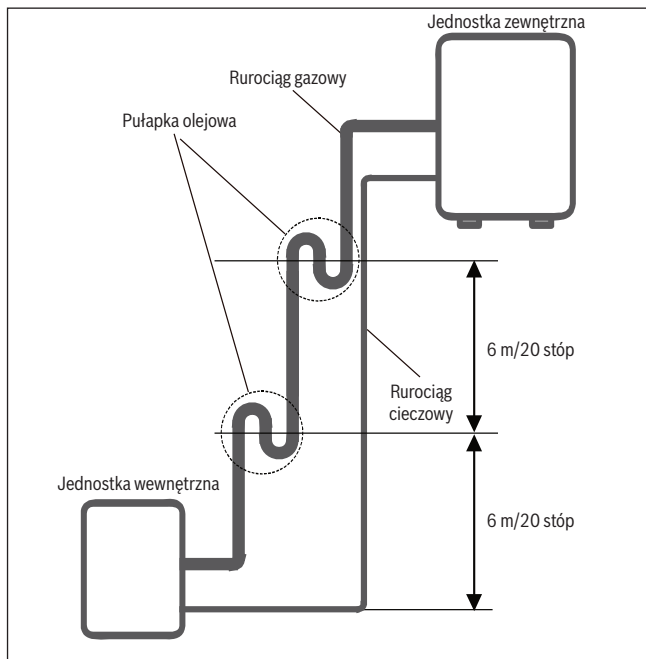 Jednostka zewnętrzna
Rurociąg gazowy
Pułapka olejowa
6 m/20 stóp
Rurociąg
cieczowy
Jednostka wewnętrzna
6 m/20 stóp